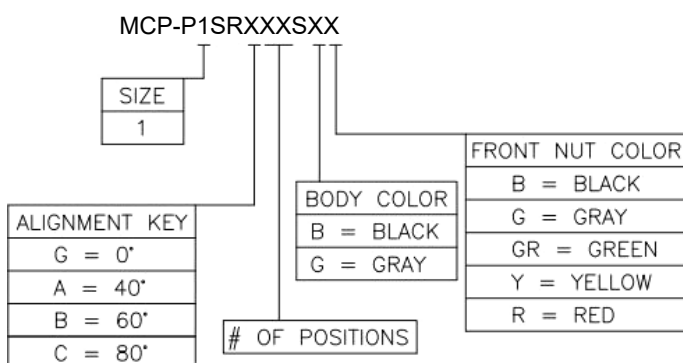 MCP-P1SRXXXSXX
SIZE
1
ALIGNMENT KEY
G = 0°
A = 40°
B = 60°
C = 80°
# OF POSITIONS
BODY COLOR
B = BLACK
G = GRAY
FRONT NUT COLOR
B = BLACK
G = GRAY
GR = GREEN
Y = YELLOW
R = RED